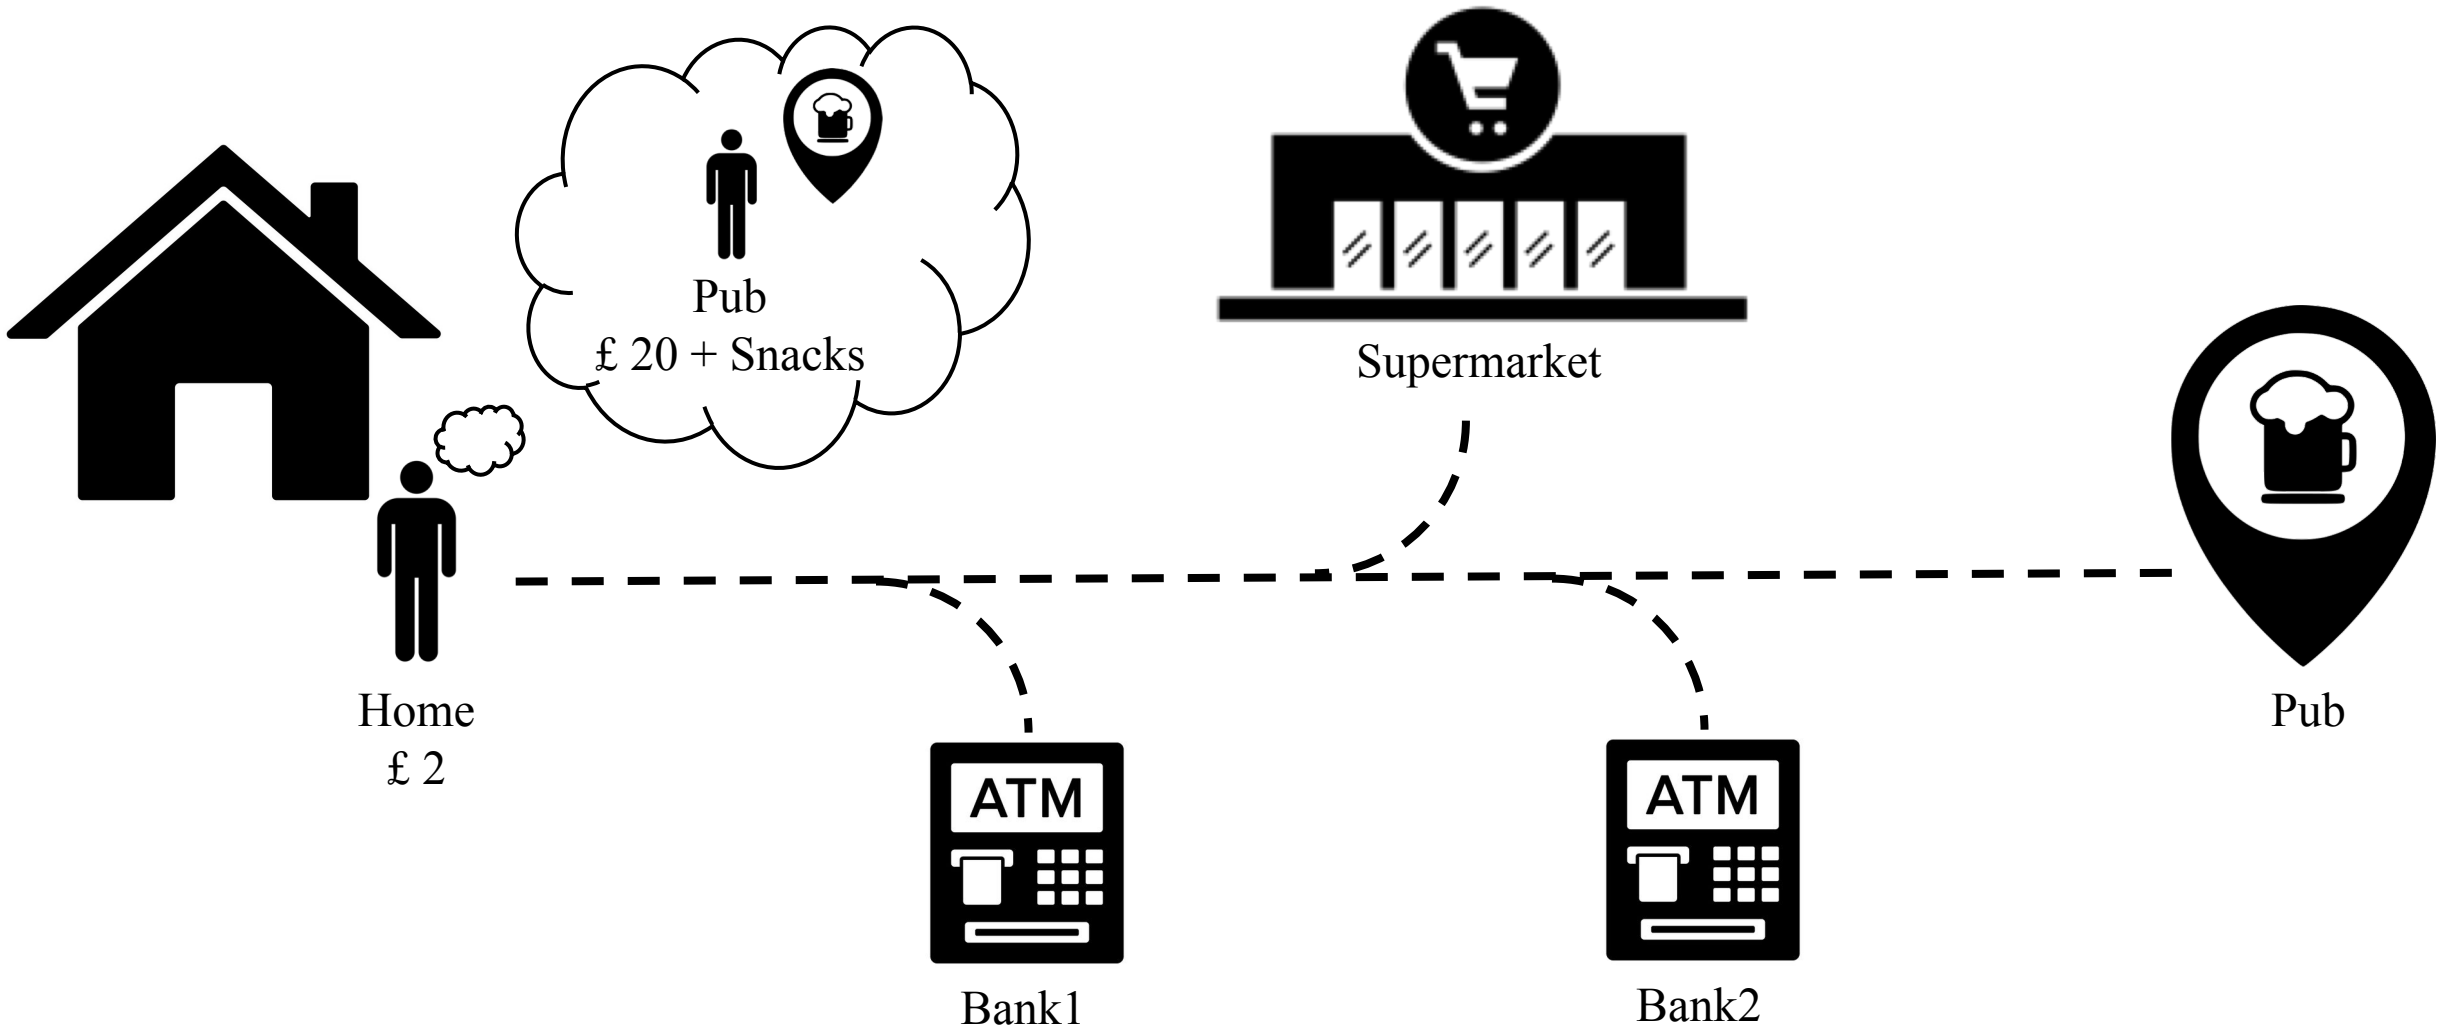 Pub
£ 20 + Snacks
Supermarket
Home
£ 2
Pub
ATM
ATM
Bank1
Bank2